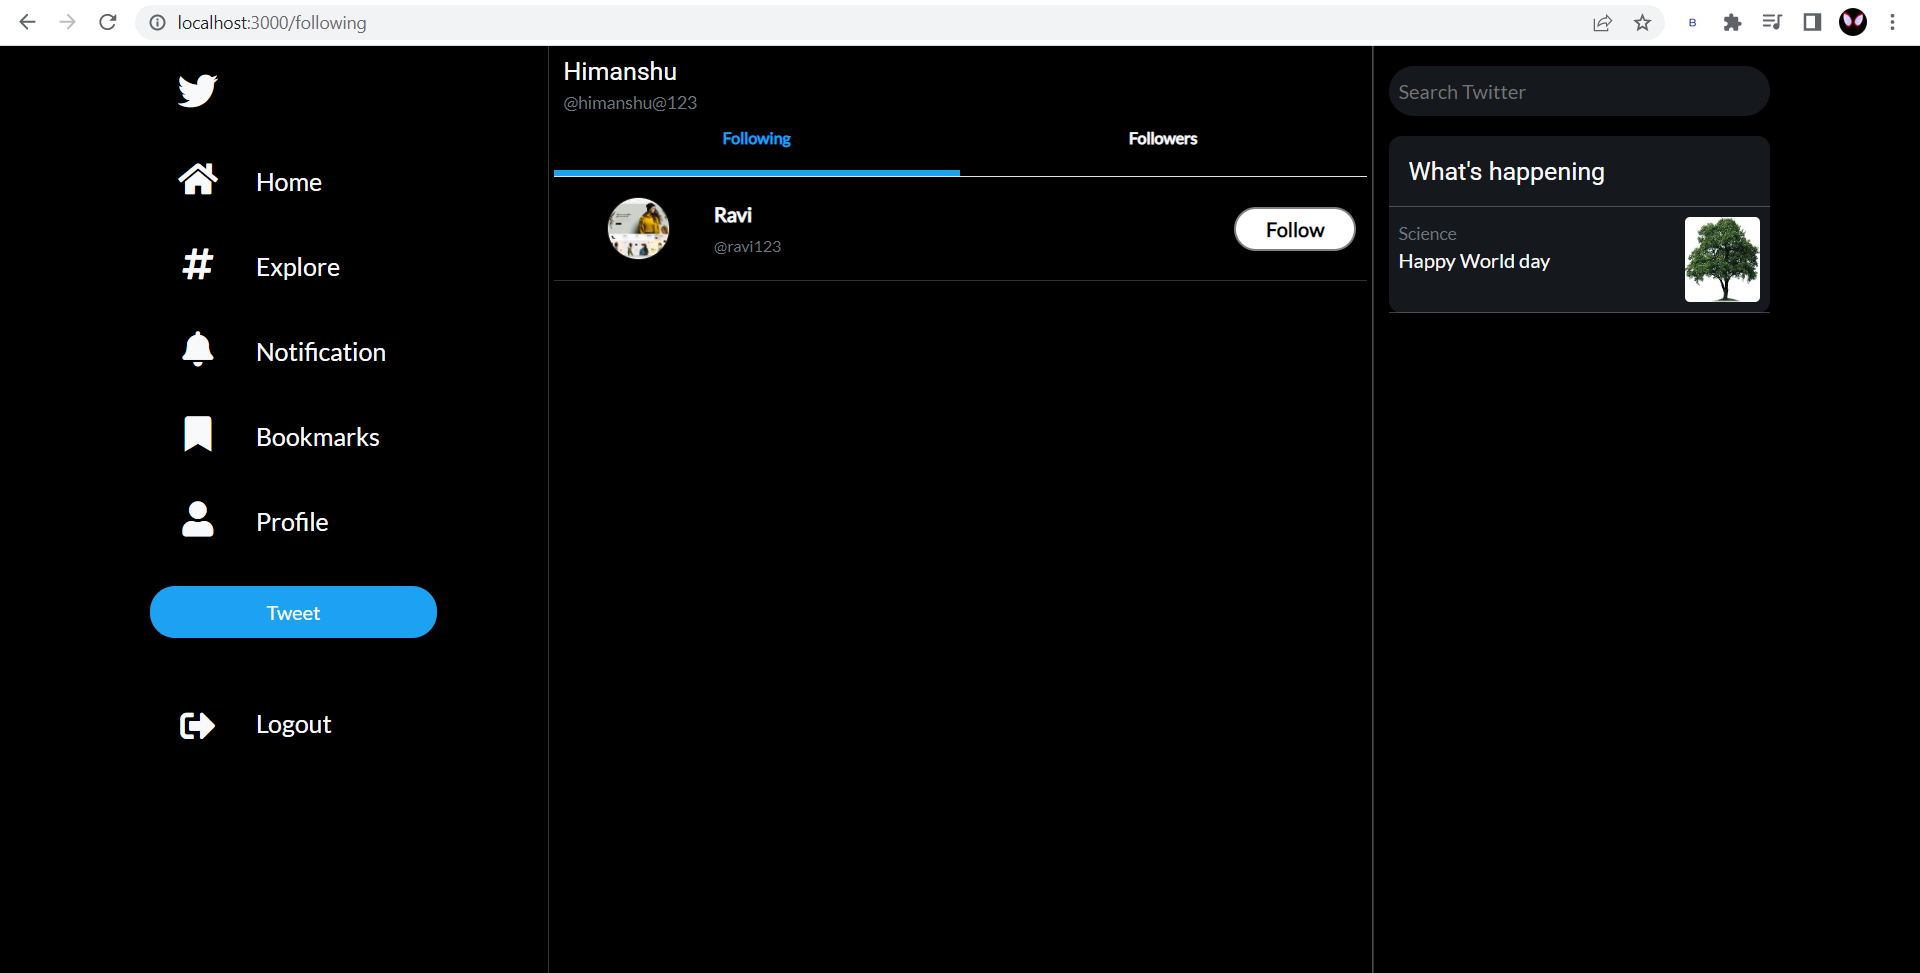 localhost:3000/following
B
Home
Explore
Notification
Bookmarks
Profile
Tweet
Logout
Himanshu
@himanshu@123
Following
Followers
Ravi
@ravi123
Follow
Search Twitter
What's happening
Science
Happy World day